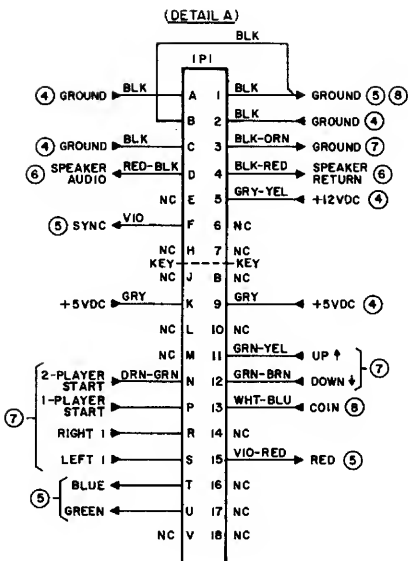 (DETAIL A)
BLK
1P1
④ GROUND BLK A 1 BLK GROUND ⑤ ⑧
B 2 BLK GROUND ④
④ GROUND BLK C 3 BLK-ORN GROUND ⑦
⑥ SPEAKER AUDIO RED-BLK D 4 BLK-RED SPEAKER RETURN ⑥
NC E 5 GRY-YEL +12VDC ④
⑤ SYNC VIO F 6 NC
NC H 7 NC
KEY KEY
NC J 8 NC
+5VDC GRY K 9 GRY +5VDC ④
NC L 10 NC
NC M 11 GRN-YEL UP ↑
2-PLAYER START DRN-GRN N 12 GRN-BRN DOWN ↓ ⑦
1-PLAYER START P 13 WHT-BLU COIN ⑧
⑦ RIGHT 1 R 14 NC
LEFT 1 S 15 VIO-RED RED ⑤
⑤ BLUE T 16 NC
GREEN U 17 NC
NC V 18 NC